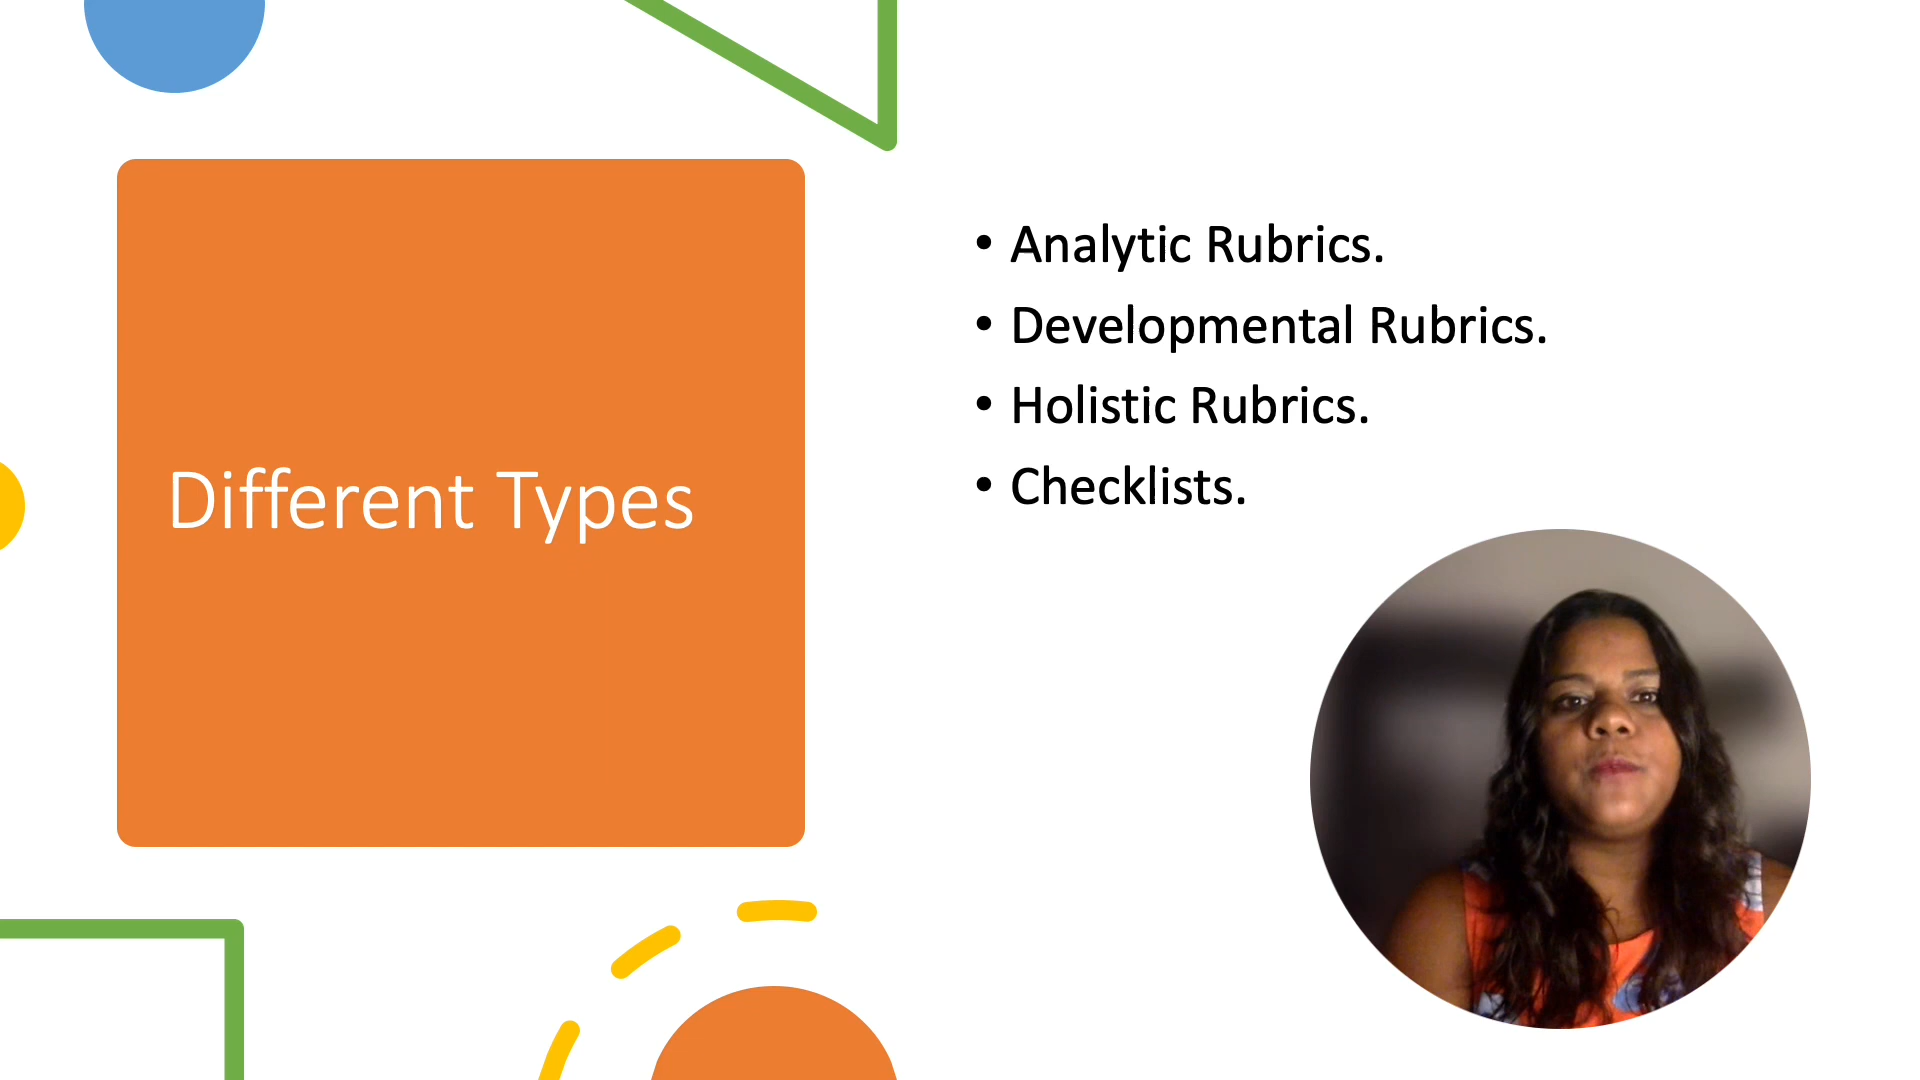 Different Types
• Analytic Rubrics.
• Developmental Rubrics.
• Holistic Rubrics.
• Checklists.